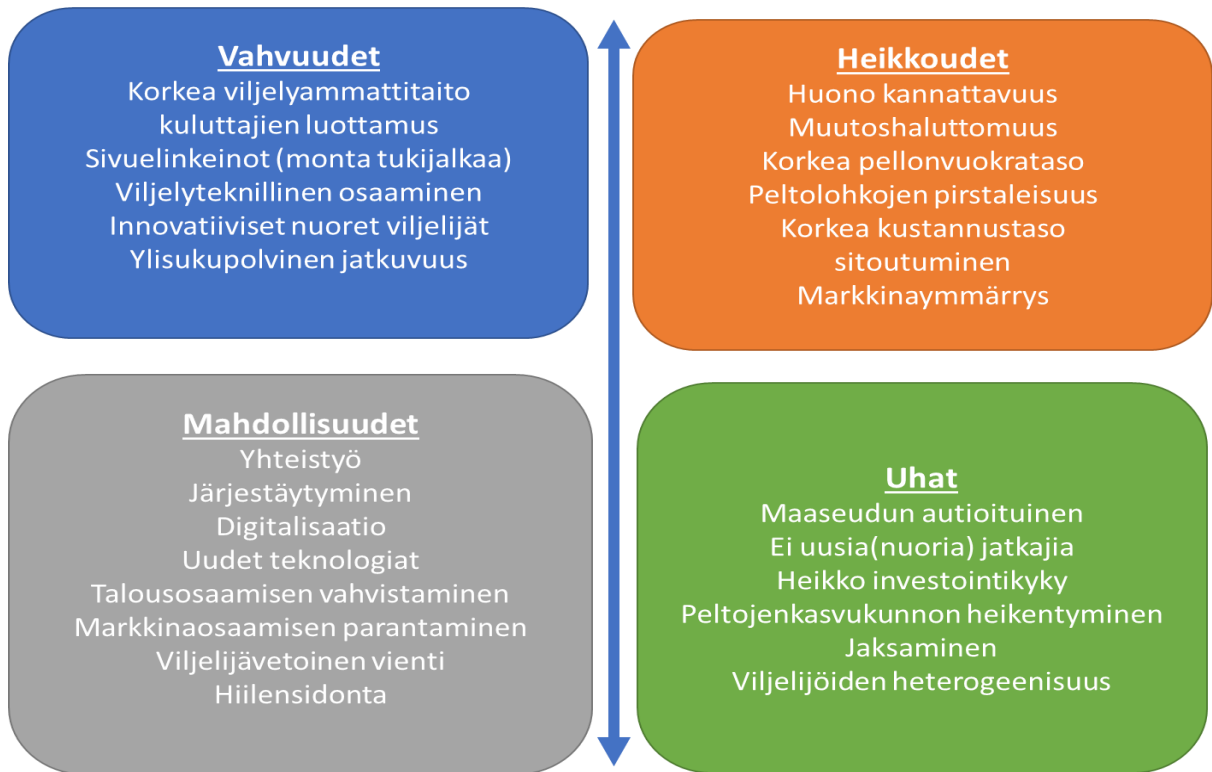 Vahvuudet
Korkea viljelyammattitaito
kuluttajien luottamus
Sivuelinkeinot (monta tukijalkaa)
Viljelyteknillinen osaaminen
Innovatiiviset nuoret viljelijät
Ylisukupolvinen jatkuvuus
Heikkoudet
Huono kannattavuus
Muutoshaluttomuus
Korkea pellonvuokrataso
Peltolohkojen pirstaleisuus
Korkea kustannustaso
sitoutuminen
Markkinaymmärrys
Mahdollisuudet
Yhteistyö
Järjestäytyminen
Digitalisaatio
Uudet teknologiat
Talousosaamisen vahvistaminen
Markkinaosaamisen parantaminen
Viljelijävetoinen vienti
Hiilensidonta
Uhat
Maaseudun autioituinen
Ei uusia(nuoria) jatkajia
Heikko investointikyky
Peltojenkasvukunnon heikentyminen
Jaksaminen
Viljelijöiden heterogeenisuus